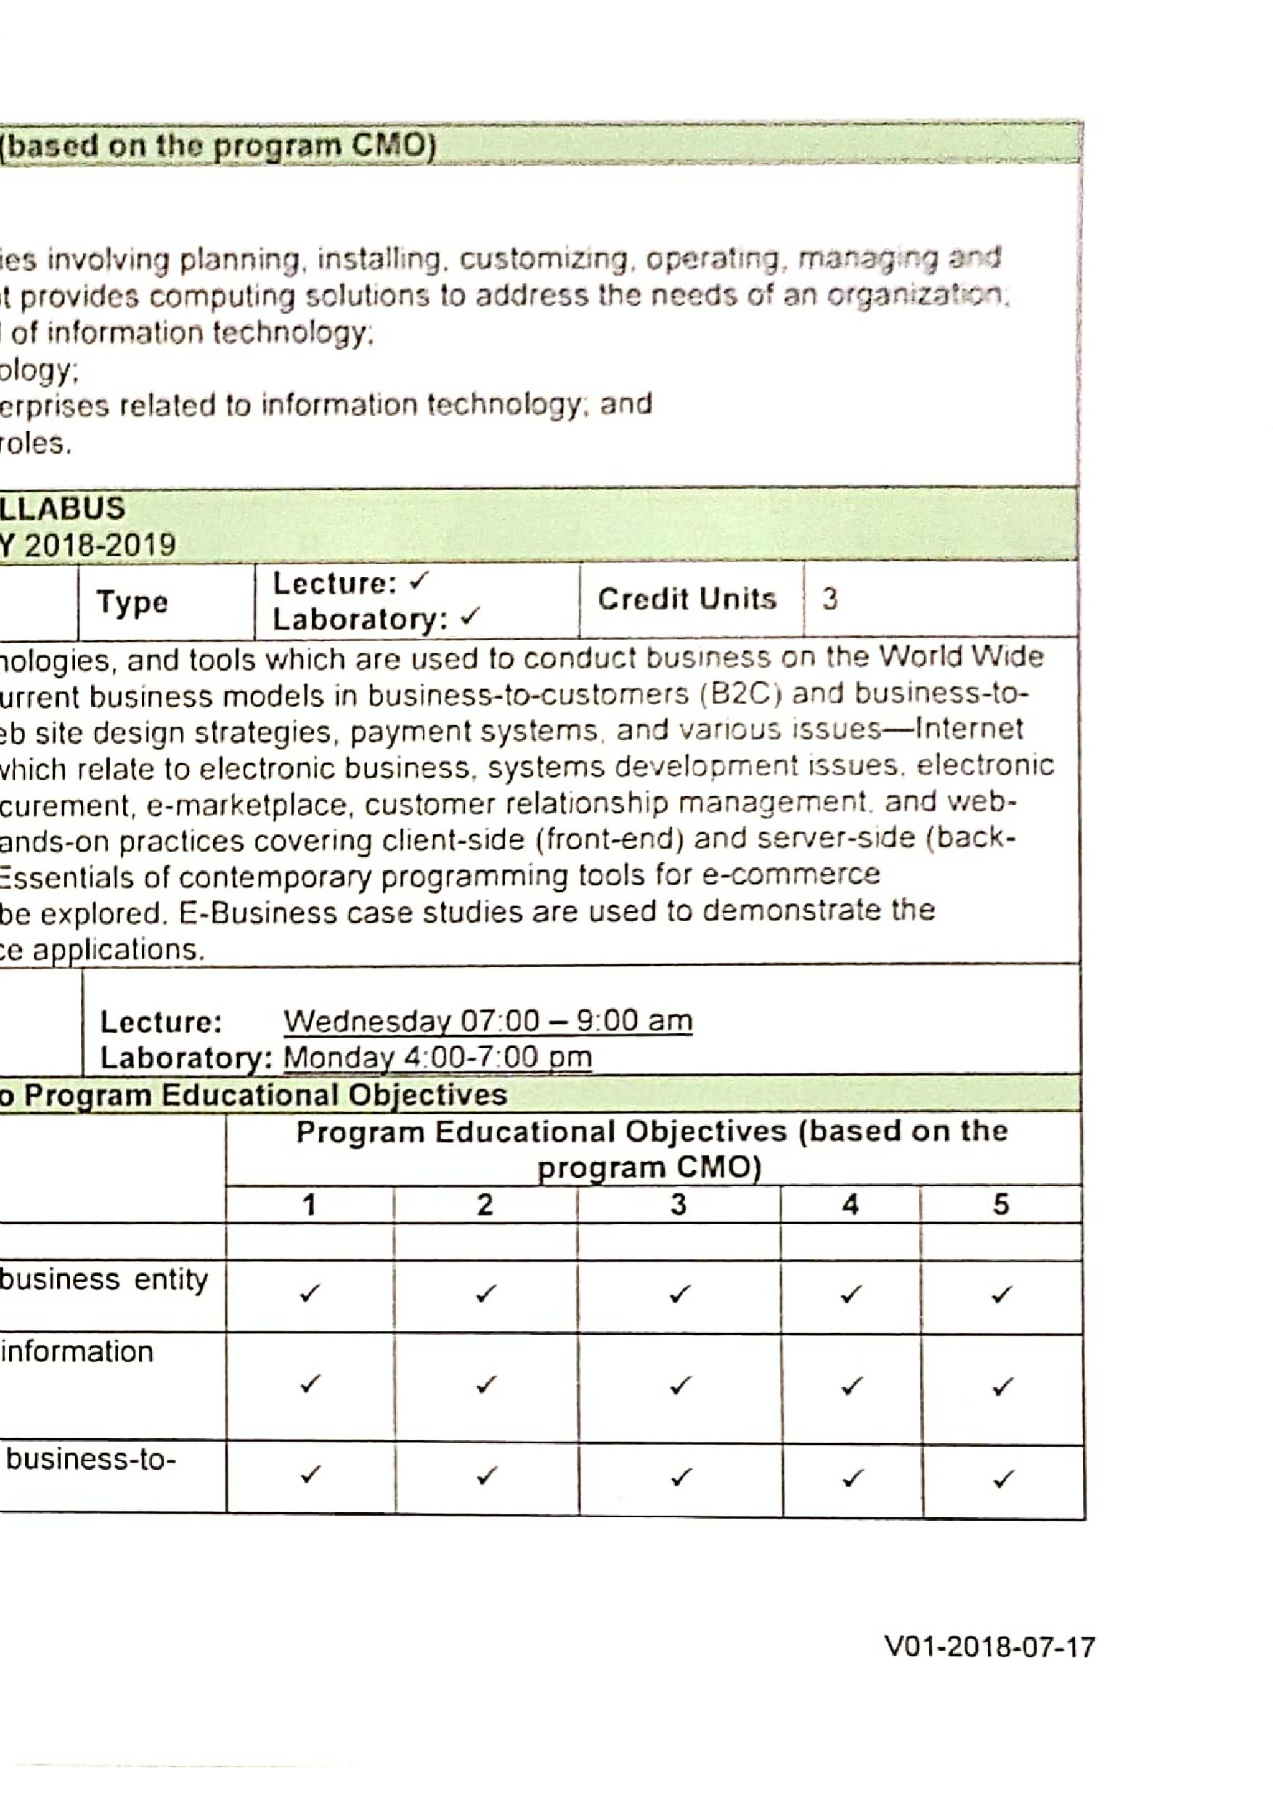 (based on the program CMO)
ies involving planning, installing, customizing, operating, managing and
t provides computing solutions to address the needs of an organization;
of information technology;
ology;
erprises related to information technology; and
roles.
LLABUS
Y 2018-2019
Type
Lecture: ✓
Laboratory: ✓
Credit Units
3
nologies, and tools which are used to conduct business on the World Wide
urrent business models in business-to-customers (B2C) and business-to-
eb site design strategies, payment systems, and various issues—Internet
which relate to electronic business, systems development issues, electronic
curement, e-marketplace, customer relationship management, and web-
ands-on practices covering client-side (front-end) and server-side (back-
Essentials of contemporary programming tools for e-commerce
be explored. E-Business case studies are used to demonstrate the
ce applications.
Lecture: Wednesday 07:00 – 9:00 am
Laboratory: Monday 4:00-7:00 pm
o Program Educational Objectives
Program Educational Objectives (based on the
program CMO)
1 2 3 4 5
business entity ✓ ✓ ✓ ✓ ✓
information
✓ ✓ ✓ ✓ ✓
business-to-
✓ ✓ ✓ ✓ ✓
V01-2018-07-17